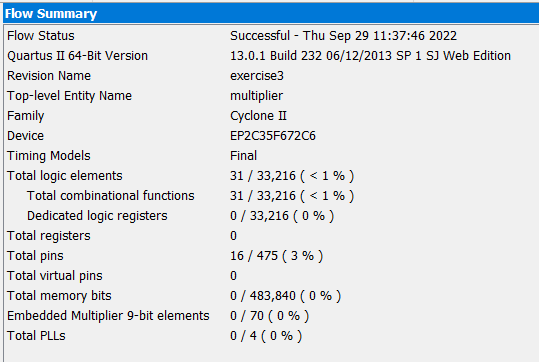 Flow Summary
Flow Status Successful - Thu Sep 29 11:37:46 2022
Quartus II 64-Bit Version 13.0.1 Build 232 06/12/2013 SP 1 SJ Web Edition
Revision Name exercise3
Top-level Entity Name multiplier
Family Cyclone II
Device EP2C35F672C6
Timing Models Final
Total logic elements 31 / 33,216 ( < 1 % )
Total combinational functions 31 / 33,216 ( < 1 % )
Dedicated logic registers 0 / 33,216 ( 0 % )
Total registers 0
Total pins 16 / 475 ( 3 % )
Total virtual pins 0
Total memory bits 0 / 483,840 ( 0 % )
Embedded Multiplier 9-bit elements 0 / 70 ( 0 % )
Total PLLs 0 / 4 ( 0 % )